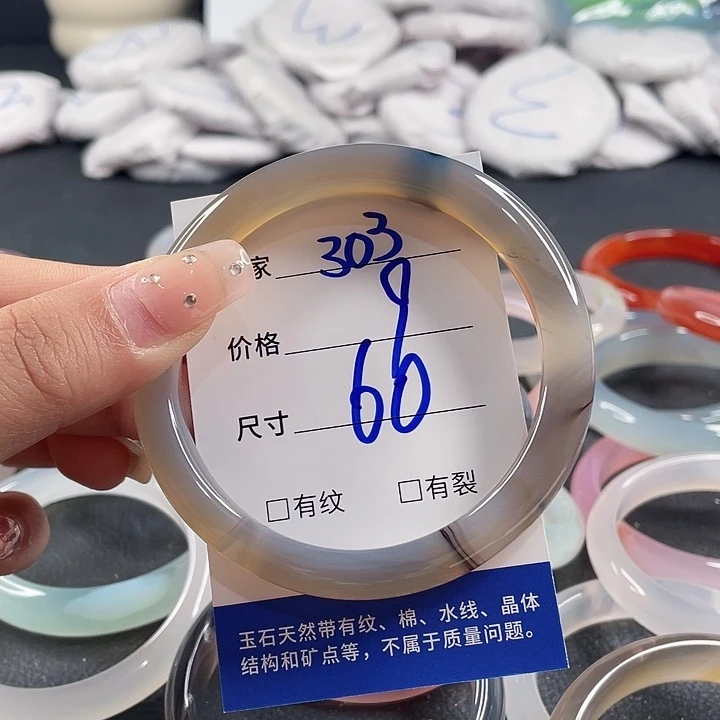 家 303
价格 9
尺寸 60
□有纹 □有裂
玉石天然带有纹、棉、水线、晶体
结构和矿点等，不属于质量问题。